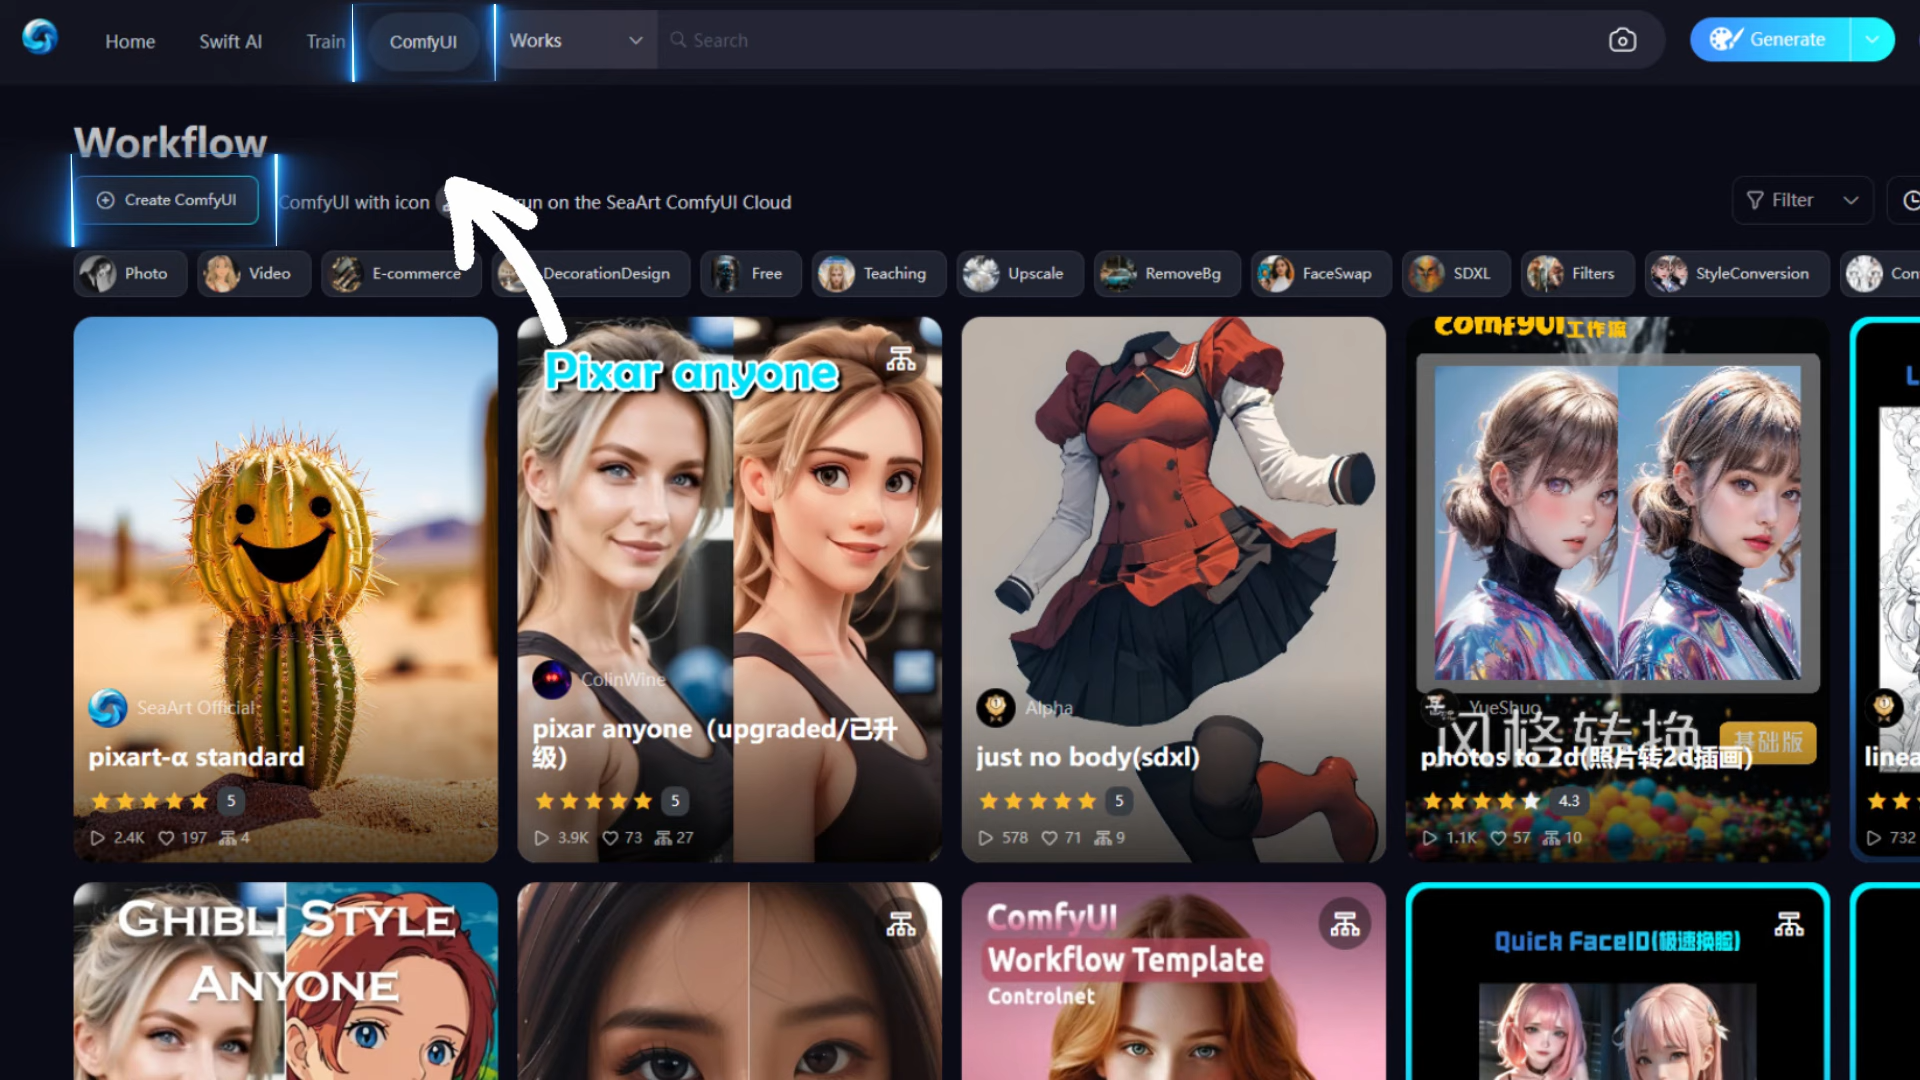 Home
Swift AI
Train
ComfyUI
Works
Search
Generate
Workflow
Create ComfyUI
ComfyUI with icon
run on the SeaArt ComfyUI Cloud
Filter
Photo
Video
E-commerce
DecorationDesign
Free
Teaching
Upscale
RemoveBg
FaceSwap
SDXL
Filters
StyleConversion
SeaArt Official
pixart-α standard
5
2.4K
197
4
Pixar anyone
ColinWine
pixar anyone（upgraded/已升
级)
5
3.9K
73
27
Alpha
just no body(sdxl)
5
578
71
9
ComfyUI工作流
YueShuo
风格转换
基础版
photos to 2d(照片转2d插画)
4.3
1.1K
57
10
732
GHIBLI STYLE
ANYONE
ComfyUI
Workflow Template
Controlnet
Quick FaceID(极速换脸)